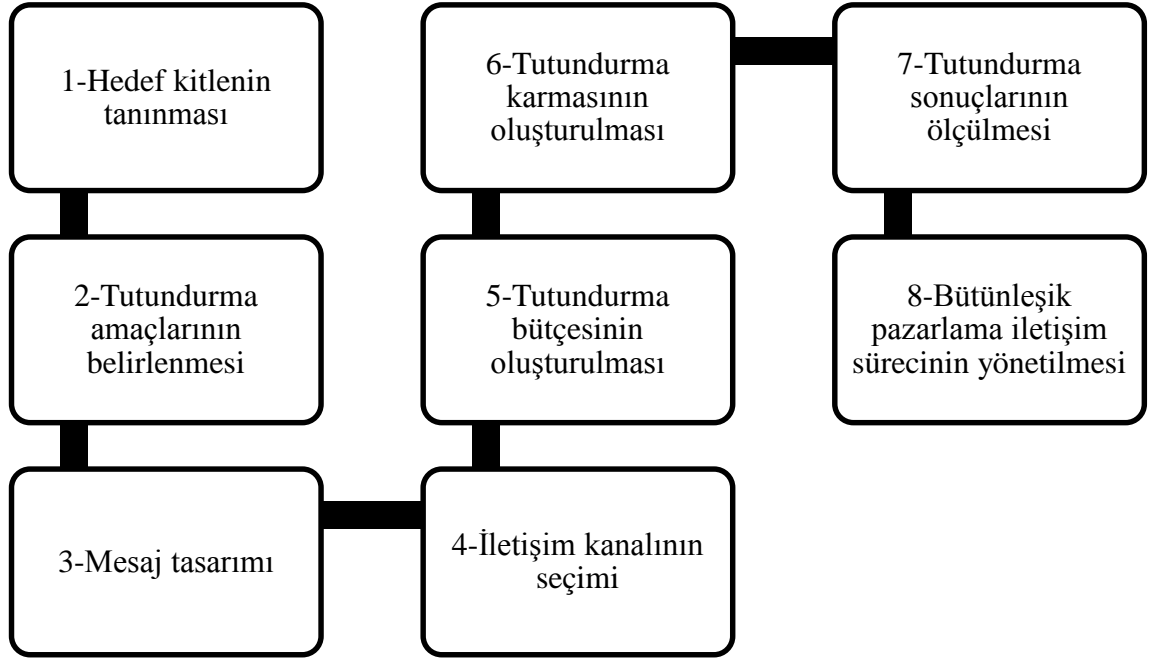 1-Hedef kitlenin
tanınması
2-Tutundurma
amaçlarının
belirlenmesi
3-Mesaj tasarımı
4-İletişim kanalının
seçimi
5-Tutundurma
bütçesinin
oluşturulması
6-Tutundurma
karmasının
oluşturulması
7-Tutundurma
sonuçlarının
ölçülmesi
8-Bütünleşik
pazarlama iletişim
sürecinin yönetilmesi